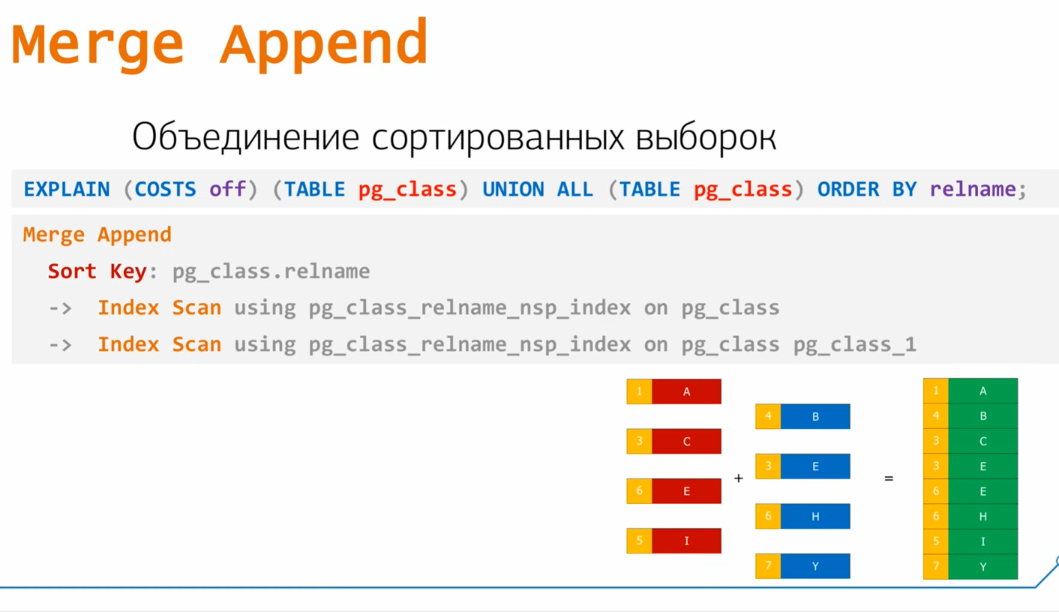 Merge Append
Объединение сортированных выборок
EXPLAIN (COSTS off) (TABLE pg_class) UNION ALL (TABLE pg_class) ORDER BY relname;
Merge Append
Sort Key: pg_class.relname
-> Index Scan using pg_class_relname_nsp_index on pg_class
-> Index Scan using pg_class_relname_nsp_index on pg_class pg_class_1
1 A
3 C
6 E
5 I
+
4 B
3 E
6 H
7 Y
=
1 A
4 B
3 C
3 E
6 E
6 H
5 I
7 Y